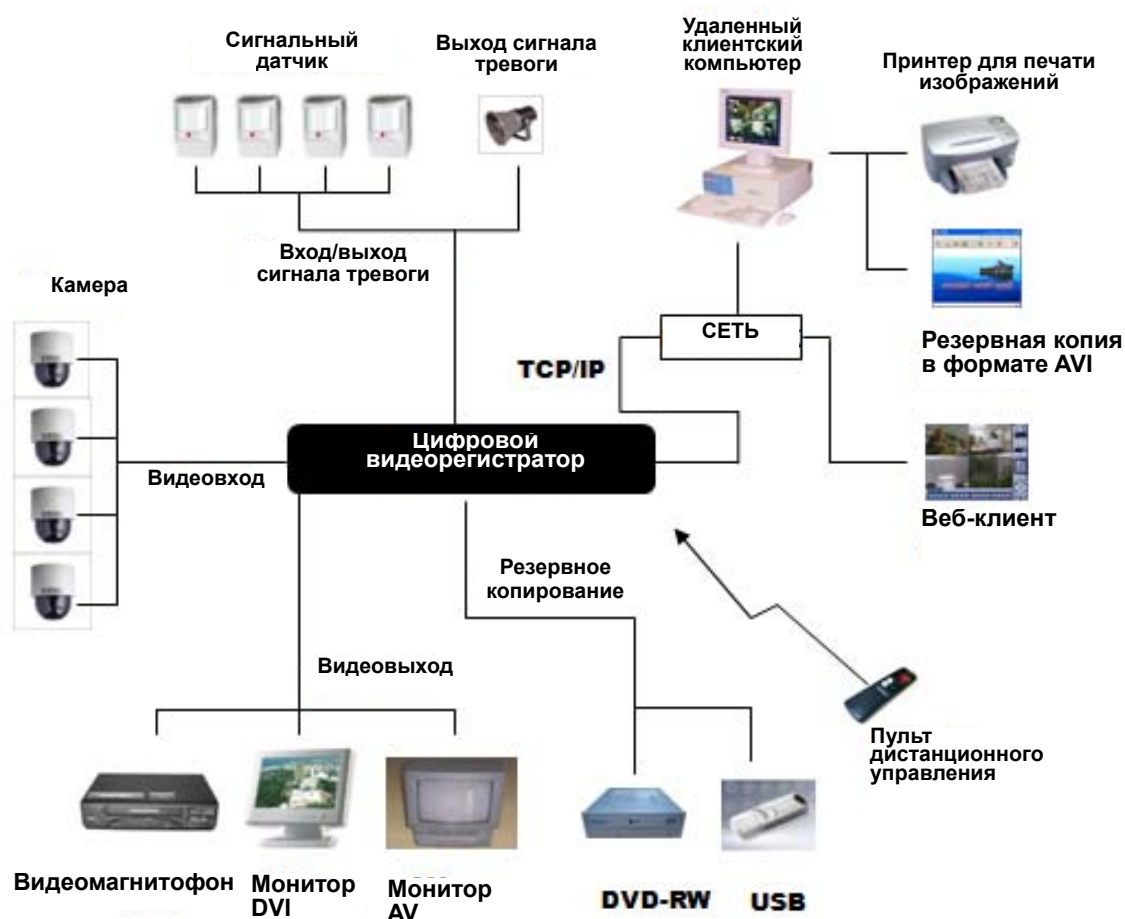 Сигнальный
датчик
Выход сигнала
тревоги
Удаленный
клиентский
компьютер
Принтер для печати
изображений
Вход/выход
сигнала тревоги
Камера
СЕТЬ
Резервная копия
в формате AVI
TCP/IP
Цифровой
видеорегистратор
Видеовход
Веб-клиент
Резервное
копирование
Видеовыход
Пульт
дистанционного
управления
Видеомагнитофон
Монитор
DVI
Монитор
AV
DVD-RW
USB